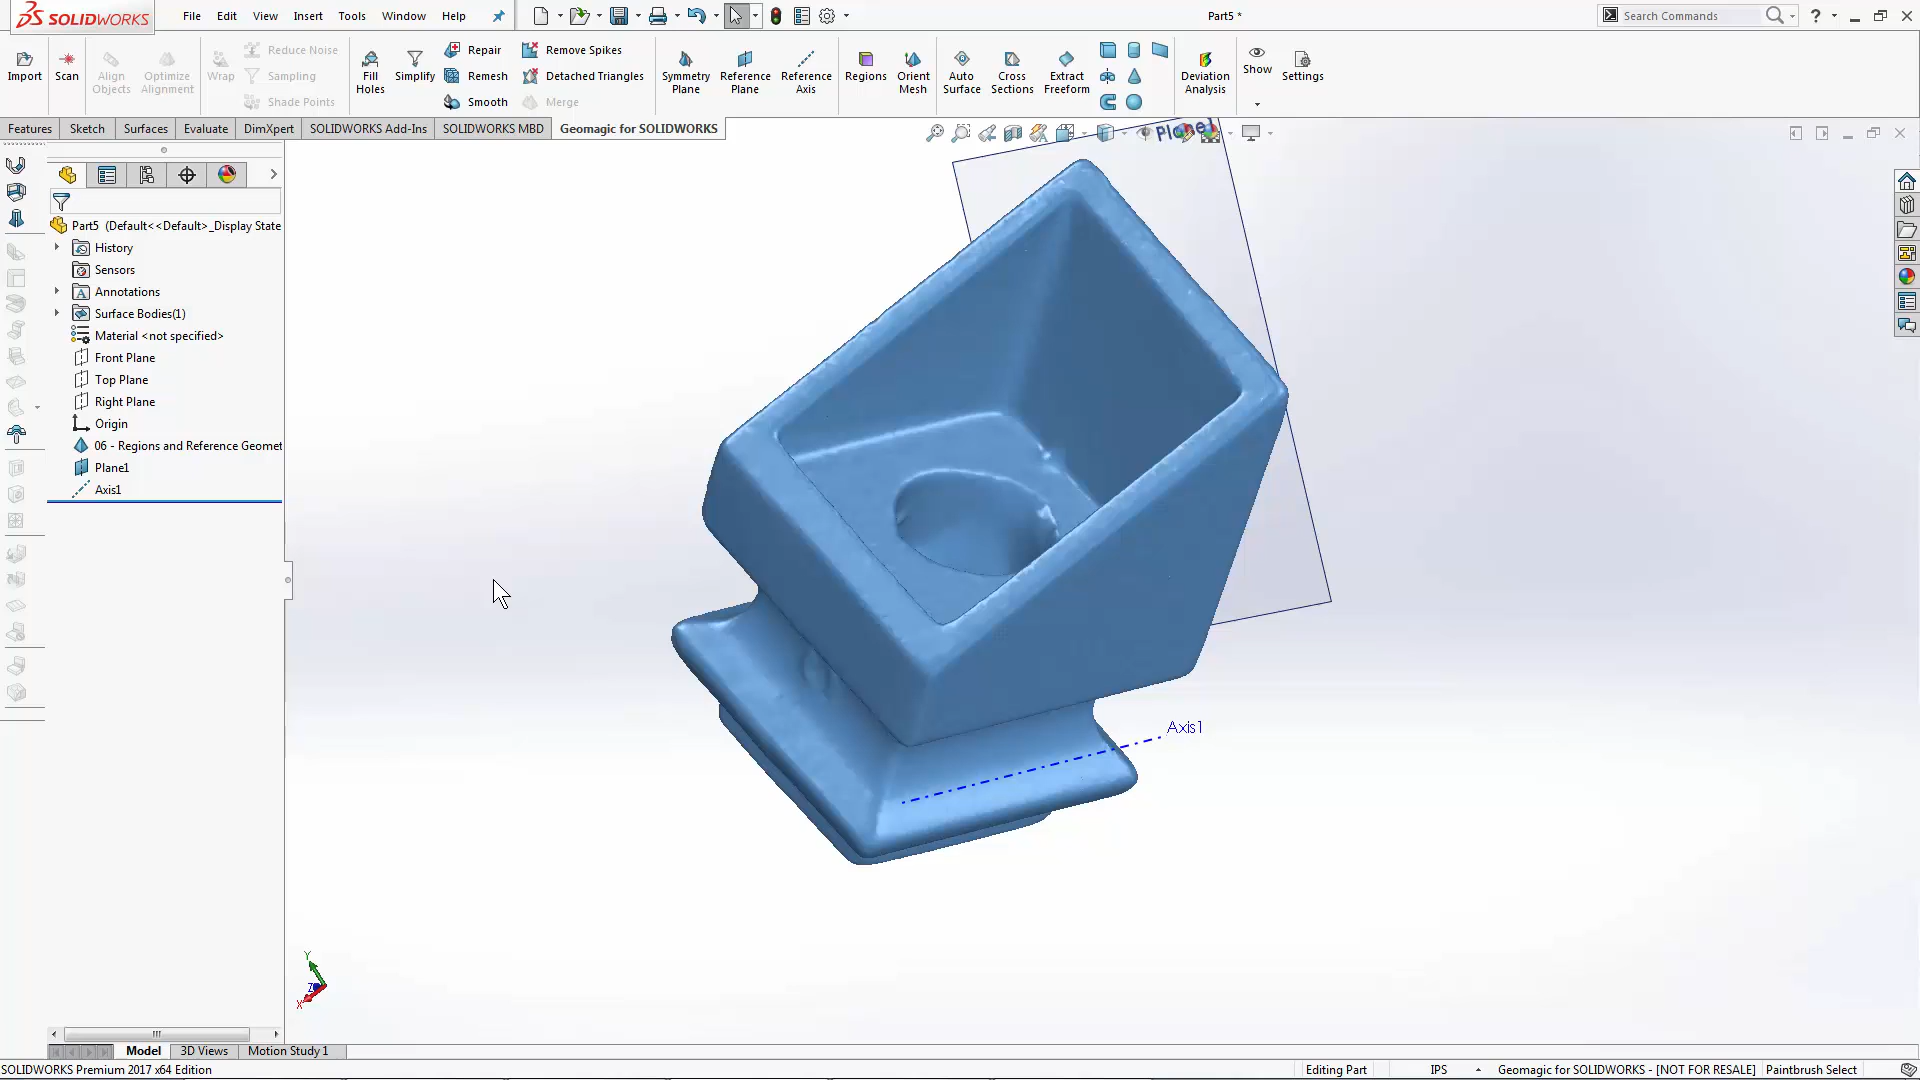 SOLIDWORKS File Edit View Insert Tools Window Help Part5 * Search Commands
Import Scan Align Objects Optimize Alignment Wrap Reduce Noise Sampling Shade Points Fill Holes Simplify Repair Remesh Smooth Remove Spikes Detached Triangles Merge Symmetry Plane Reference Plane Reference Axis Regions Orient Mesh Auto Surface Cross Sections Extract Freeform Deviation Analysis Show Settings
Features Sketch Surfaces Evaluate DimXpert SOLIDWORKS Add-Ins SOLIDWORKS MBD Geomagic for SOLIDWORKS
Plane1
Part5 (Default<<Default>_Display State
History
Sensors
Annotations
Surface Bodies(1)
Material <not specified>
Front Plane
Top Plane
Right Plane
Origin
06 - Regions and Reference Geomet
Plane1
Axis1
Axis1
Y
Z
X
Model 3D Views Motion Study 1
SOLIDWORKS Premium 2017 x64 Edition Editing Part IPS Geomagic for SOLIDWORKS - [NOT FOR RESALE] Paintbrush Select